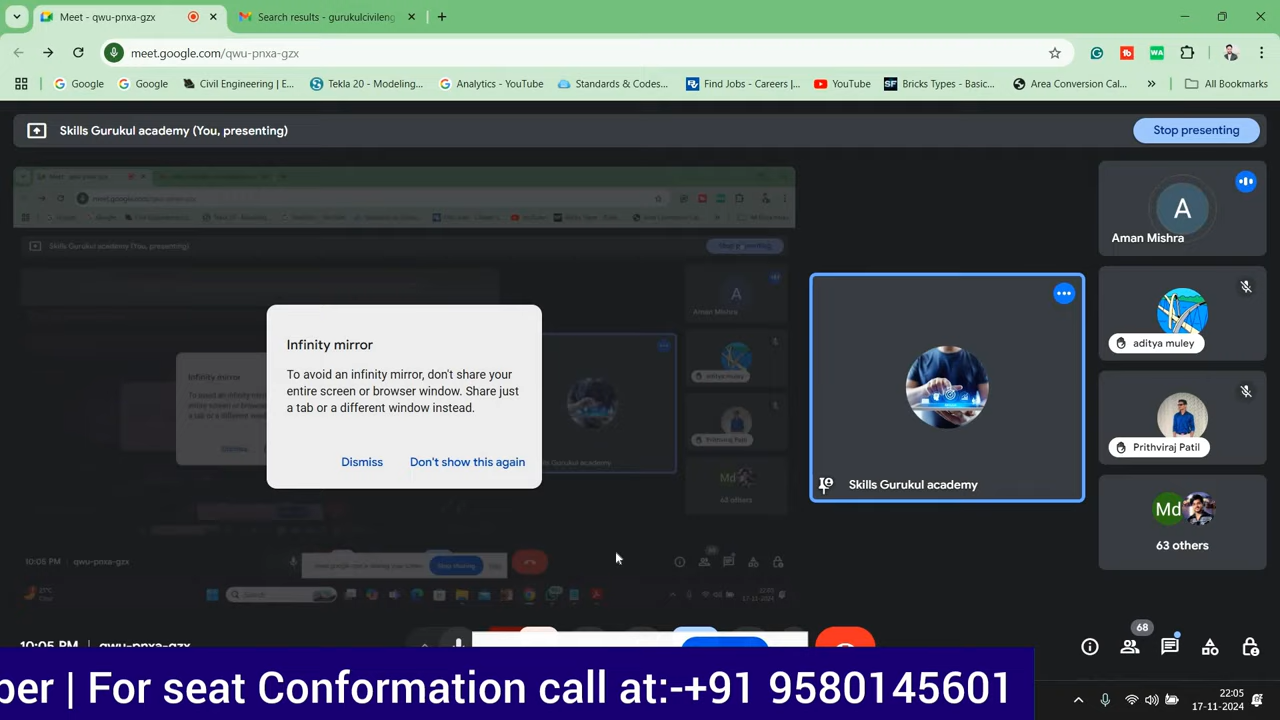 Meet - qwu-pnxa-gzx
Search results - gurukulcivileng
meet.google.com/qwu-pnxa-gzx
Google
Google
Civil Engineering | E...
Tekla 20 - Modeling...
Analytics - YouTube
Standards & Codes...
Find Jobs - Careers |...
YouTube
Bricks Types - Basic...
Area Conversion Cal...
All Bookmarks
Skills Gurukul academy (You, presenting)
Stop presenting
Infinity mirror
To avoid an infinity mirror, don't share your
entire screen or browser window. Share just
a tab or a different window instead.
Dismiss
Don't show this again
Skills Gurukul academy
A
Aman Mishra
aditya muley
Prithviraj Patil
Md
63 others
10:05 PM | qwu-pnxa-gzx
68
ber | For seat Conformation call at:-+91 9580145601
22:05
17-11-2024